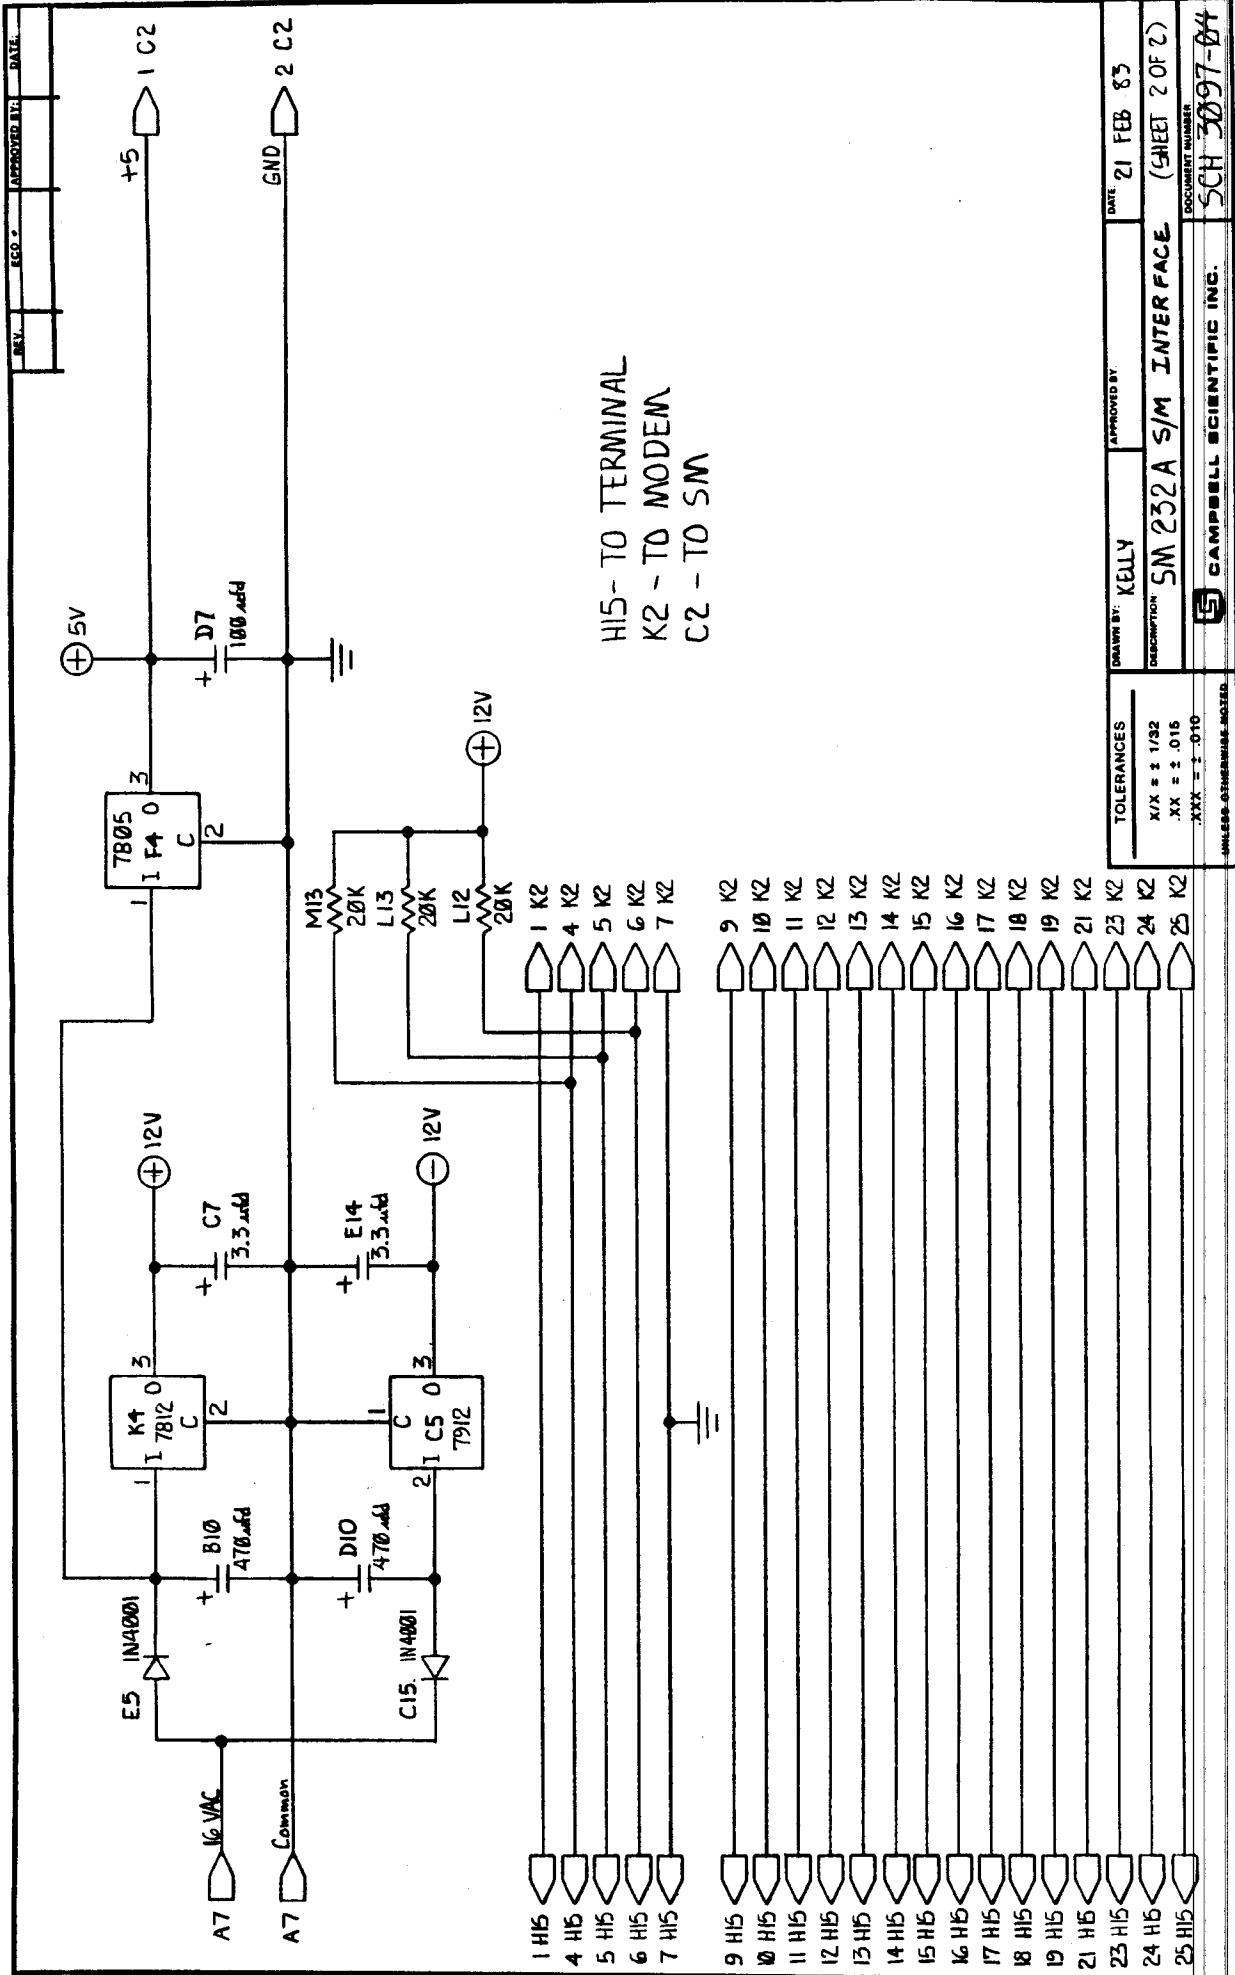 REV. ECO # APPROVED BY: DATE:
A7 16 VAC
A7 Common
E5 1N4001
C15. 1N4001
B10
470 ufd
+
D10
470 ufd
+
K4
7812
1 I O 3
C
2
C5
7912
2 I O 3
C
1
+ C7
3.3 ufd
+ E14
3.3 ufd
+ 12V
- 12V
7805
1 I F4 O 3
C
2
+ 5V
+ D7
100 ufd
+5 1 C2
GND 2 C2
M13
20K
L13
20K
L12
20K
+ 12V
H15- TO TERMINAL
K2 - TO MODEM
C2 - TO SM
1 H15 1 K2
4 H15 4 K2
5 H15 5 K2
6 H15 6 K2
7 H15 7 K2
9 H15 9 K2
10 H15 10 K2
11 H15 11 K2
12 H15 12 K2
13 H15 13 K2
14 H15 14 K2
15 H15 15 K2
16 H15 16 K2
17 H15 17 K2
18 H15 18 K2
19 H15 19 K2
21 H15 21 K2
23 H15 23 K2
24 H15 24 K2
25 H15 25 K2
TOLERANCES
X/X = ± 1/32
.XX = ± .015
.XXX = ± .010
UNLESS OTHERWISE NOTED
DRAWN BY: KELLY
APPROVED BY.
DATE 21 FEB 83
DESCRIPTION: SM 232A S/M INTERFACE (SHEET 2 OF 2)
CAMPBELL SCIENTIFIC INC.
DOCUMENT NUMBER
SCH 3097-04